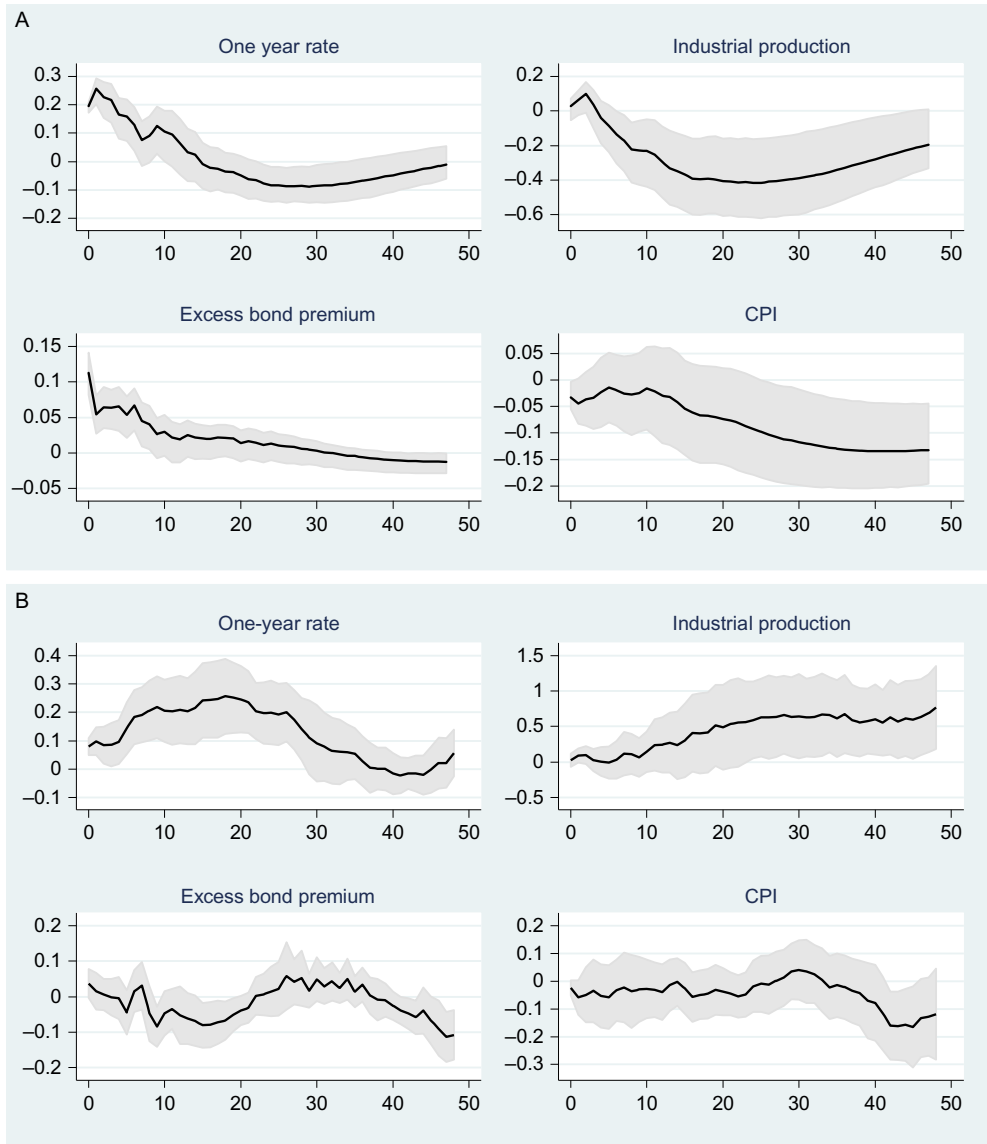 A
One year rate
0.3
0.2
0.1
0
–0.1
–0.2
0 10 20 30 40 50
Industrial production
0.2
0
–0.2
–0.4
–0.6
0 10 20 30 40 50
Excess bond premium
0.15
0.1
0.05
0
–0.05
0 10 20 30 40 50
CPI
0.05
0
–0.05
–0.1
–0.15
–0.2
0 10 20 30 40 50
B
One-year rate
0.4
0.3
0.2
0.1
0
–0.1
0 10 20 30 40 50
Industrial production
1.5
1
0.5
0
–0.5
0 10 20 30 40 50
Excess bond premium
0.2
0.1
0
–0.1
–0.2
0 10 20 30 40 50
CPI
0.2
0.1
0
–0.1
–0.2
–0.3
0 10 20 30 40 50